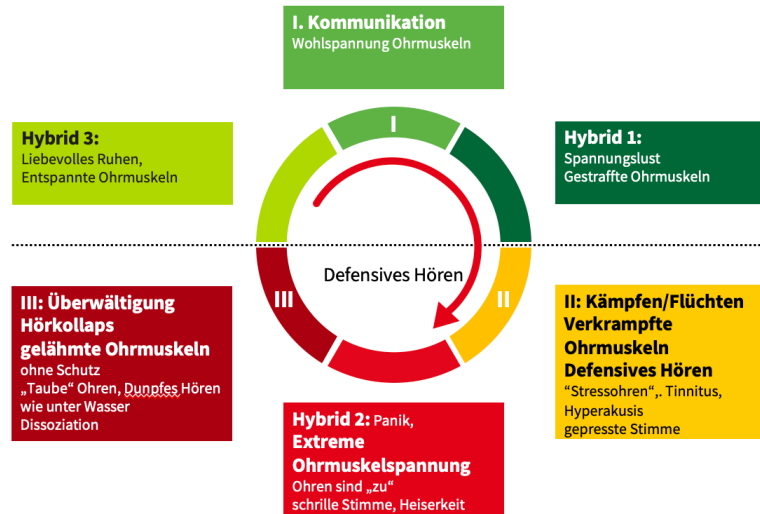 I. Kommunikation
Wohlspannung Ohrmuskeln
Hybrid 3:
Liebevolles Ruhen,
Entspannte Ohrmuskeln
I
Hybrid 1:
Spannungslust
Gestraffte Ohrmuskeln
Defensives Hören
III
II
III: Überwältigung
Hörkollaps
gelähmte Ohrmuskeln
ohne Schutz
„Taube“ Ohren, Dunpfes Hören
wie unter Wasser
Dissoziation
II: Kämpfen/Flüchten
Verkrampfte
Ohrmuskeln
Defensives Hören
“Stressohren“,. Tinnitus,
Hyperakusis
gepresste Stimme
Hybrid 2: Panik,
Extreme
Ohrmuskelspannung
Ohren sind „zu“
schrille Stimme, Heiserkeit